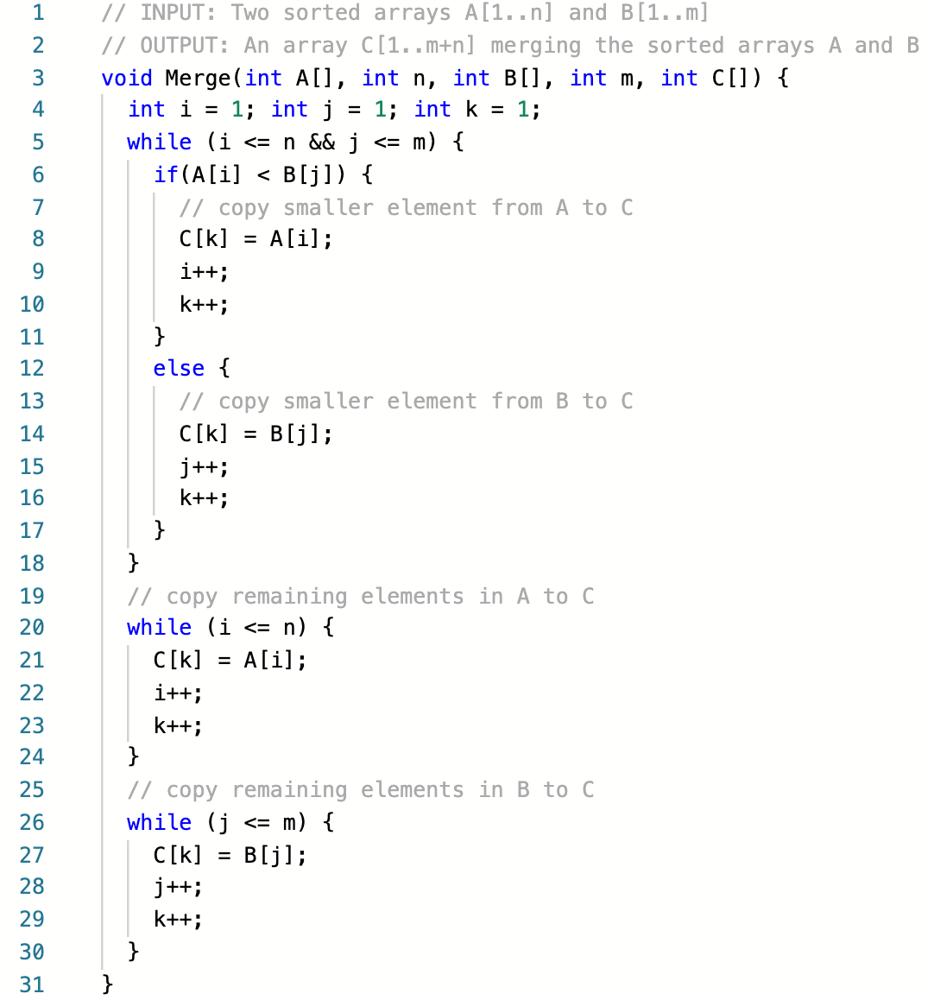 1 // INPUT: Two sorted arrays A[1..n] and B[1..m]
2 // OUTPUT: An array C[1..m+n] merging the sorted arrays A and B
3 void Merge(int A[], int n, int B[], int m, int C[]) {
4 int i = 1; int j = 1; int k = 1;
5 while (i <= n && j <= m) {
6 if(A[i] < B[j]) {
7 // copy smaller element from A to C
8 C[k] = A[i];
9 i++;
10 k++;
11 }
12 else {
13 // copy smaller element from B to C
14 C[k] = B[j];
15 j++;
16 k++;
17 }
18 }
19 // copy remaining elements in A to C
20 while (i <= n) {
21 C[k] = A[i];
22 i++;
23 k++;
24 }
25 // copy remaining elements in B to C
26 while (j <= m) {
27 C[k] = B[j];
28 j++;
29 k++;
30 }
31 }